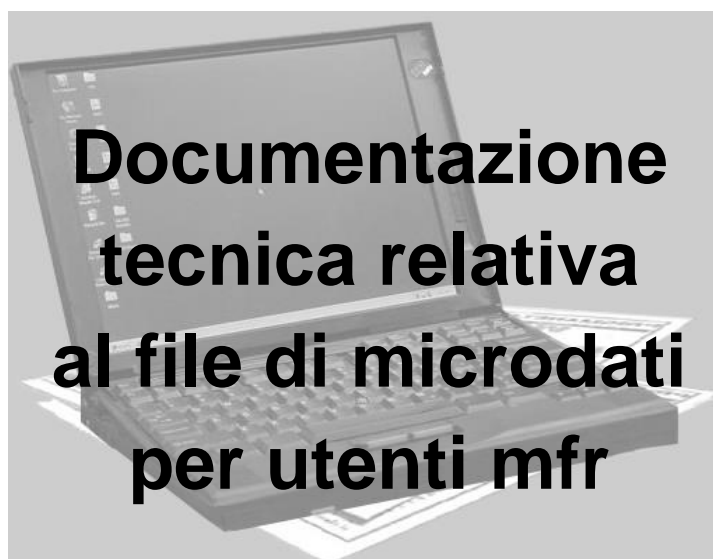 Documentazione
tecnica relativa
al file di microdati
per utenti mfr